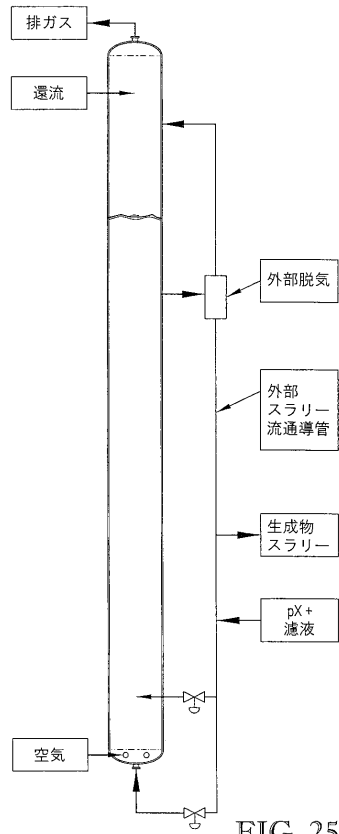 排ガス
還流
外部脱気
外部
スラリー
流通導管
生成物
スラリー
pX +
濾液
空気
FIG. 25